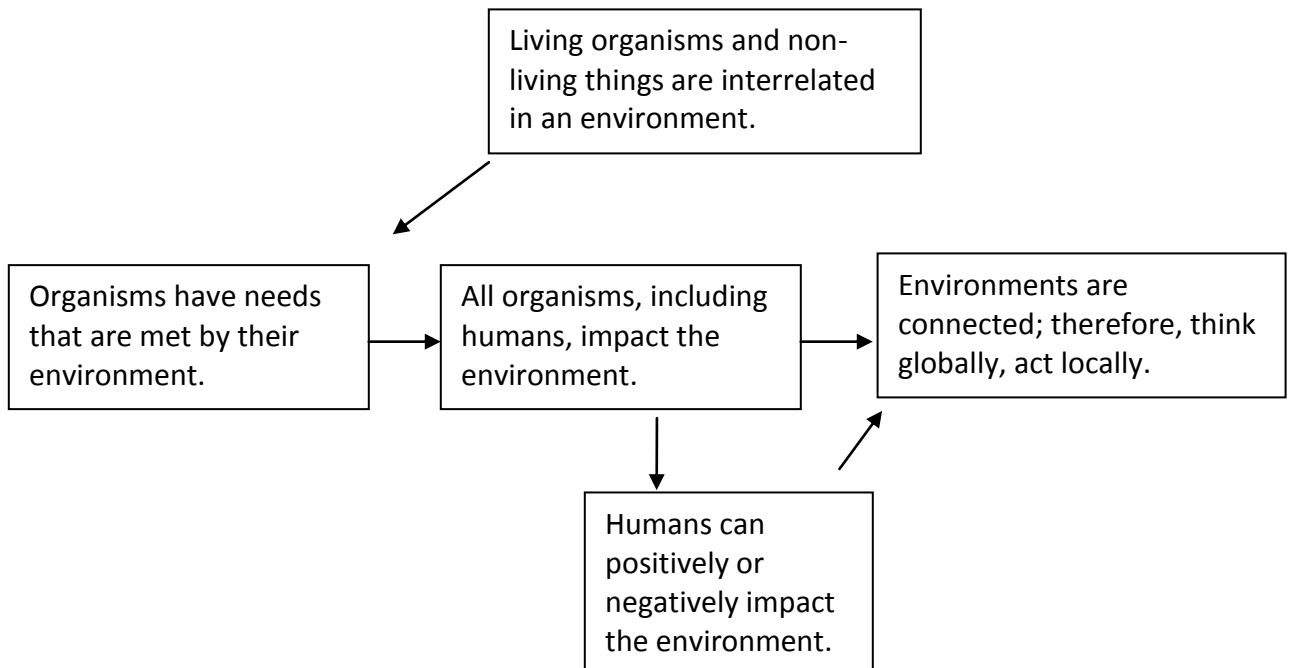 Living organisms and non-
living things are interrelated
in an environment.
Organisms have needs
that are met by their
environment.
All organisms, including
humans, impact the
environment.
Environments are
connected; therefore, think
globally, act locally.
Humans can
positively or
negatively impact
the environment.